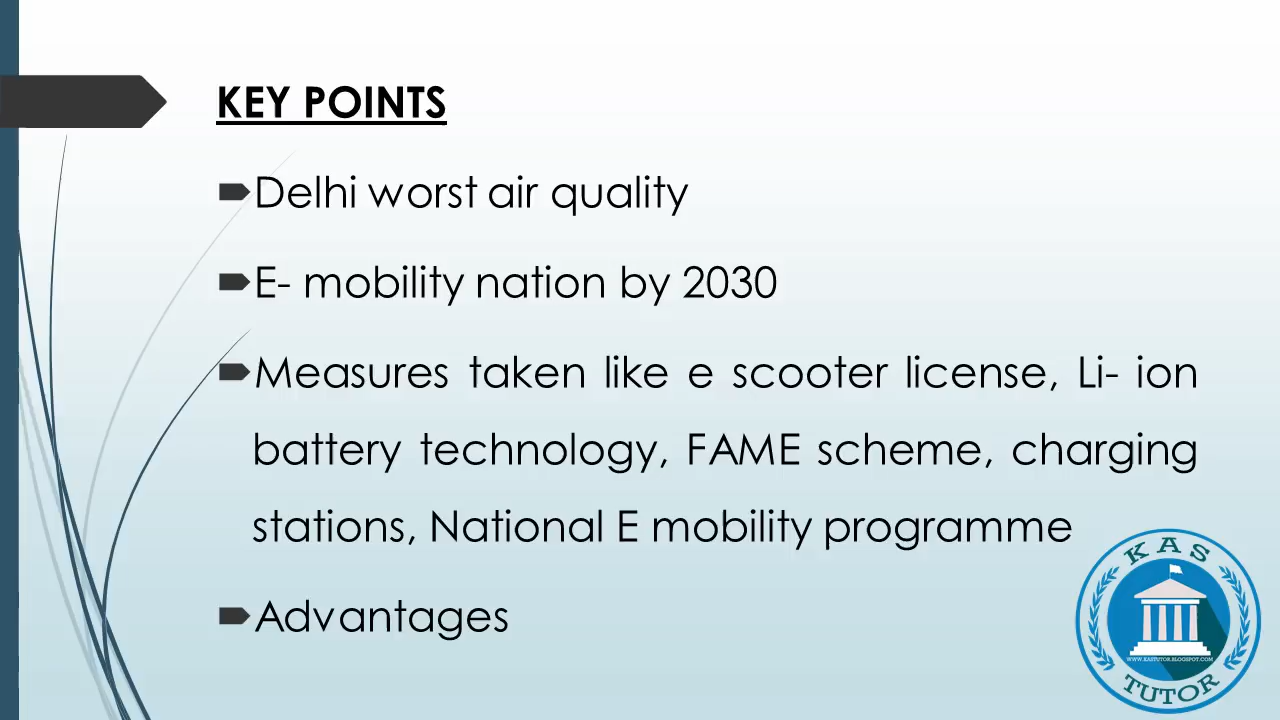 KEY POINTS
Delhi worst air quality
E- mobility nation by 2030
Measures taken like e scooter license, Li- ion
battery technology, FAME scheme, charging
stations, National E mobility programme
Advantages
KAS
WWW.KASTUTOR.BLOGSPOT.COM
TUTOR